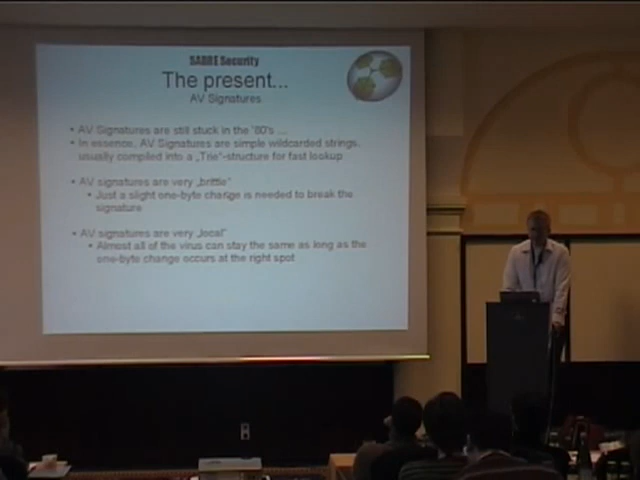 SABRE Security
The present...
AV Signatures
• AV Signatures are still stuck in the '80's ...
• In essence, AV Signatures are simple wildcarded strings,
usually compiled into a „Trie"-structure for fast lookup
• AV signatures are very „brittle"
• Just a slight one-byte change is needed to break the
signature
• AV signatures are very „local"
• Almost all of the virus can stay the same as long as the
one-byte change occurs at the right spot